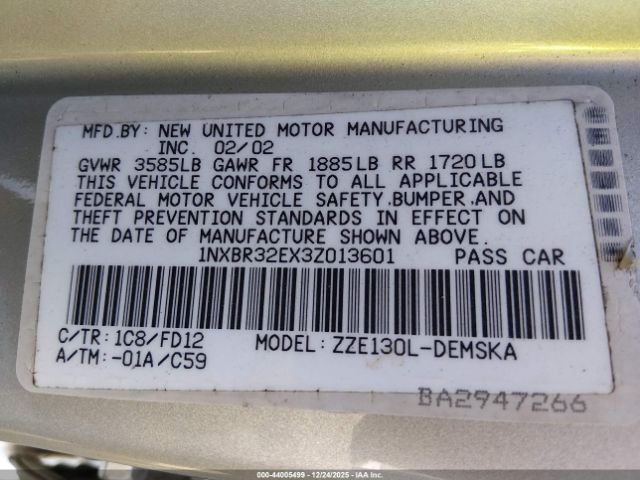 MFD.BY: NEW UNITED MOTOR MANUFACTURING
INC. 02/02
GVWR 3585LB GAWR FR 1885LB RR 1720LB
THIS VEHICLE CONFORMS TO ALL APPLICABLE
FEDERAL MOTOR VEHICLE SAFETY,BUMPER,AND
THEFT PREVENTION STANDARDS IN EFFECT ON
THE DATE OF MANUFACTURE SHOWN ABOVE.
1NXBR32EX3Z013601 PASS CAR
C/TR: 1C8/FD12
MODEL: ZZE130L-DEMSKA
A/TM: -01A/C59
BA2947266
000-44005499 • 12/24/2025 • IAA Inc.